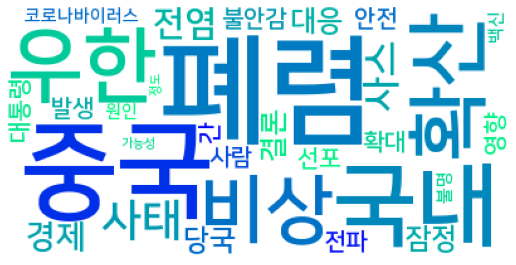 코로나바이러스
전염
불안감
대응
안전
백신
우한
폐렴
사스
확산
대통령
발생
원인
정도
간
결론
확대
영향
중국
가능성
사람
선포
불명
비상
국내
경제
사태
당국
전파
잠정